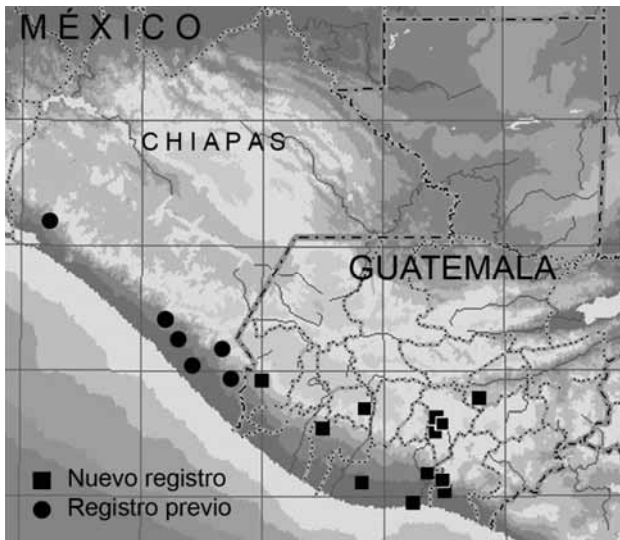 MÉXICO
CHIAPAS
GUATEMALA
Nuevo registro
Registro previo